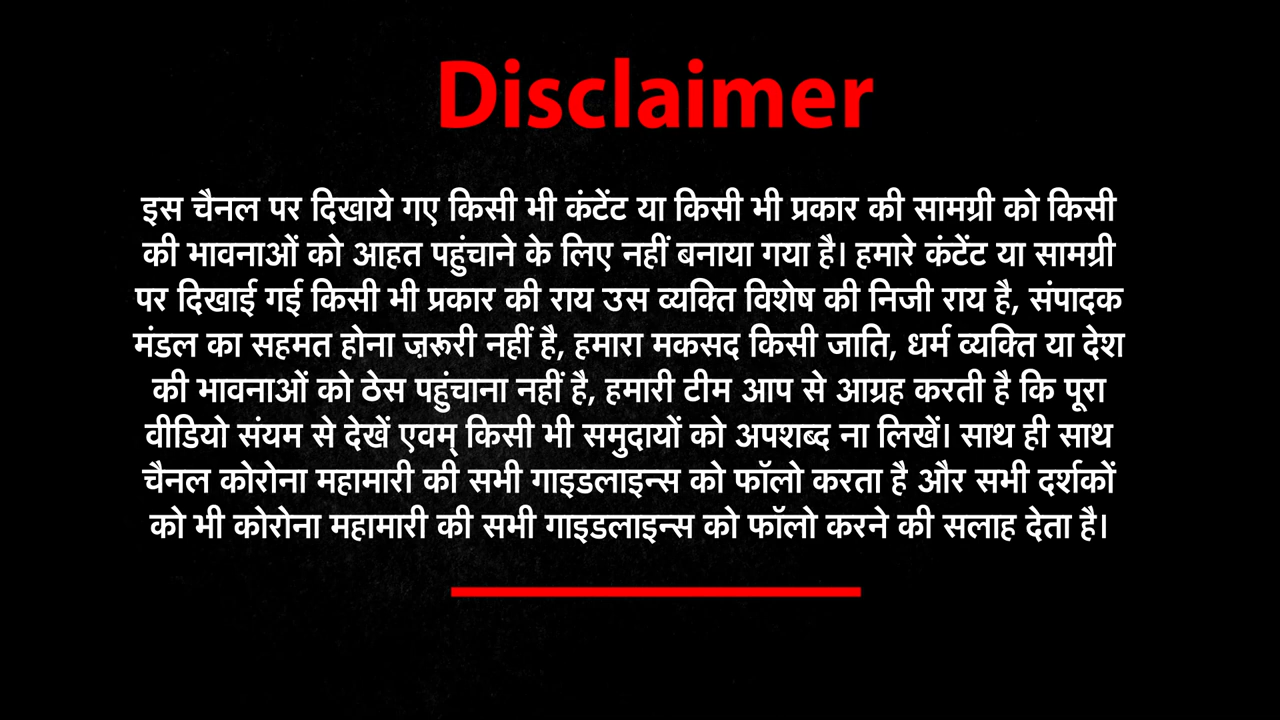 Disclaimer
इस चैनल पर दिखाये गए किसी भी कंटेंट या किसी भी प्रकार की सामग्री को किसी
की भावनाओं को आहत पहुंचाने के लिए नहीं बनाया गया है। हमारे कंटेंट या सामग्री
पर दिखाई गई किसी भी प्रकार की राय उस व्यक्ति विशेष की निजी राय है, संपादक
मंडल का सहमत होना ज़रूरी नहीं है, हमारा मकसद किसी जाति, धर्म व्यक्ति या देश
की भावनाओं को ठेस पहुंचाना नहीं है, हमारी टीम आप से आग्रह करती है कि पूरा
वीडियो संयम से देखें एवम् किसी भी समुदायों को अपशब्द ना लिखें। साथ ही साथ
चैनल कोरोना महामारी की सभी गाइडलाइन्स को फॉलो करता है और सभी दर्शकों
को भी कोरोना महामारी की सभी गाइडलाइन्स को फॉलो करने की सलाह देता है।